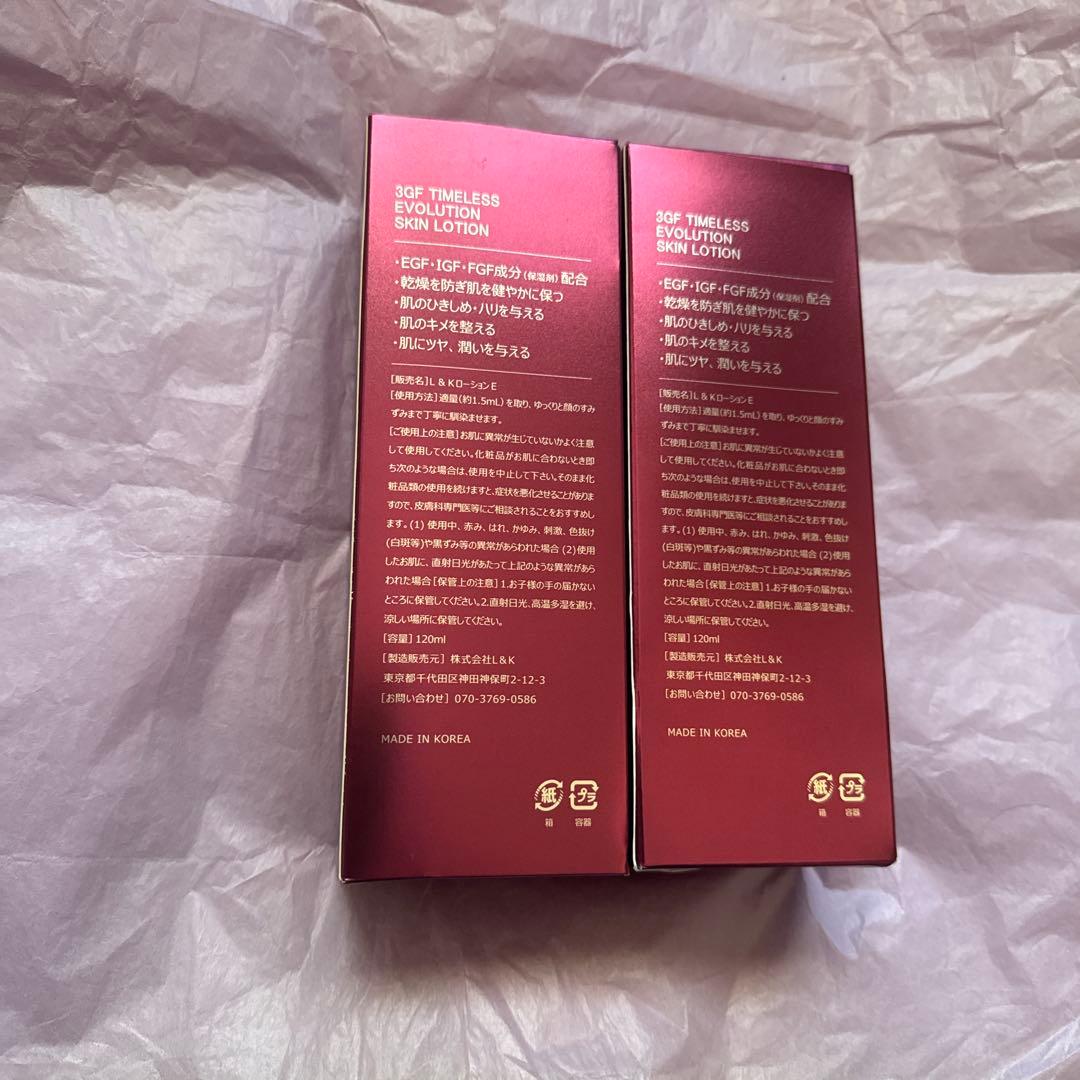 3GF TIMELESS
EVOLUTION
SKIN LOTION
・EGF・IGF・FGF成分(保湿剤)配合
・乾燥を防ぎ肌を健やかに保つ
・肌のひきしめ・ハリを与える
・肌のキメを整える
・肌にツヤ、潤いを与える
[販売名]L＆KローションE
[使用方法]適量(約1.5mL)を取り、ゆっくりと顔のすみ
ずみまで丁寧に馴染ませます。
[ご使用上の注意]お肌に異常が生じていないかよく注意
して使用してください。化粧品がお肌に合わないとき即
ち次のような場合は、使用を中止して下さい。そのまま化
粧品類の使用を続けますと、症状を悪化させることがありま
すので、皮膚科専門医等にご相談されることをおすすめし
ます。(1) 使用中、赤み、はれ、かゆみ、刺激、色抜け
(白斑等)や黒ずみ等の異常があらわれた場合 (2)使用
したお肌に、直射日光があたって上記のような異常があら
われた場合[保管上の注意]1.お子様の手の届かない
ところに保管してください。2.直射日光、高温多湿を避け、
涼しい場所に保管してください。
[容量] 120ml
[製造販売元] 株式会社L＆K
東京都千代田区神田神保町2-12-3
[お問い合わせ] 070-3769-0586
MADE IN KOREA
紙 プラ
箱 容器
3GF TIMELESS
EVOLUTION
SKIN LOTION
・EGF・IGF・FGF成分(保湿剤)配合
・乾燥を防ぎ肌を健やかに保つ
・肌のひきしめ・ハリを与える
・肌のキメを整える
・肌にツヤ、潤いを与える
[販売名]L＆KローションE
[使用方法]適量(約1.5mL)を取り、ゆっくりと顔のすみ
ずみまで丁寧に馴染ませます。
[ご使用上の注意]お肌に異常が生じていないかよく注意
して使用してください。化粧品がお肌に合わないとき即
ち次のような場合は、使用を中止して下さい。そのまま化
粧品類の使用を続けますと、症状を悪化させることがありま
すので、皮膚科専門医等にご相談されることをおすすめし
ます。(1) 使用中、赤み、はれ、かゆみ、刺激、色抜け
(白斑等)や黒ずみ等の異常があらわれた場合 (2)使用
したお肌に、直射日光があたって上記のような異常があら
われた場合[保管上の注意]1.お子様の手の届かない
ところに保管してください。2.直射日光、高温多湿を避け、
涼しい場所に保管してください。
[容量] 120ml
[製造販売元] 株式会社L＆K
東京都千代田区神田神保町2-12-3
[お問い合わせ] 070-3769-0586
MADE IN KOREA
紙 プラ
箱 容器